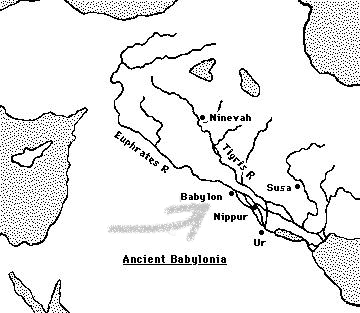 Ninevah
Euphrates R.
Tigris R
Susa
Babylon
Nippur
Ur
Ancient Babylonia